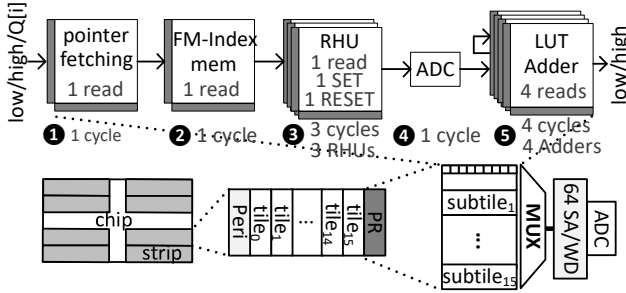 low/high/Q[i]
pointer
fetching
1 read
FM-Index
mem
1 read
RHU
1 read
1 SET
1 RESET
ADC
LUT
Adder
4 reads
low/high
1 1 cycle
2 1 cycle
3 3 cycles
3 RHUs
4 1 cycle
5 4 cycles
4 Adders
chip
strip
Peri
tile0
tile1
...
tile14
tile15
PR
subtile1
...
subtile15
MUX
64 SA/WD
ADC